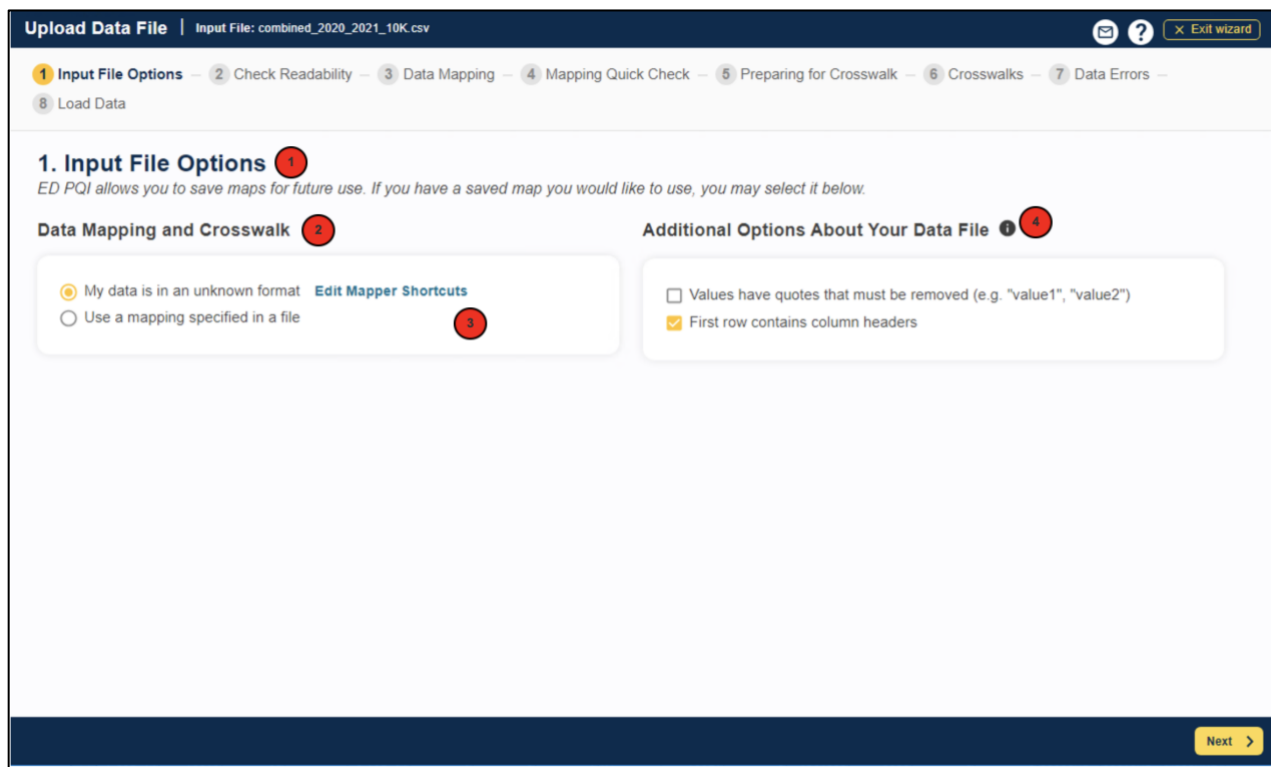 Upload Data File | Input File: combined_2020_2021_10K.csv
? × Exit wizard
1 Input File Options – 2 Check Readability – 3 Data Mapping – 4 Mapping Quick Check – 5 Preparing for Crosswalk – 6 Crosswalks – 7 Data Errors –
8 Load Data
1. Input File Options 1
ED PQI allows you to save maps for future use. If you have a saved map you would like to use, you may select it below.
Data Mapping and Crosswalk 2
My data is in an unknown format Edit Mapper Shortcuts
Use a mapping specified in a file 3
Additional Options About Your Data File i 4
Values have quotes that must be removed (e.g. "value1", "value2")
First row contains column headers
Next >